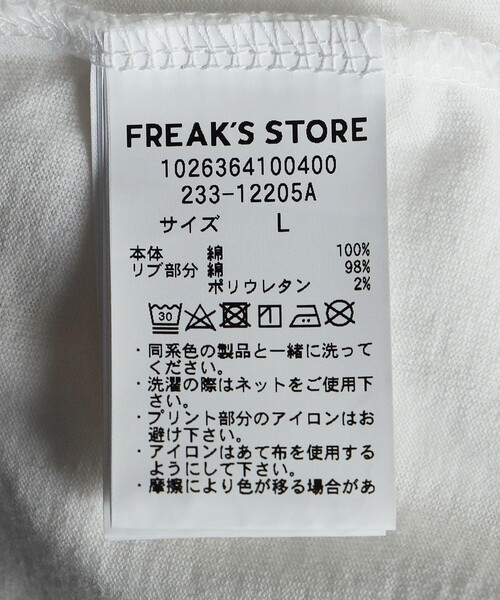 FREAK'S STORE
1026364100400
233-12205A
サイズ L
本体 綿 100%
リブ部分 綿 98%
ポリウレタン 2%
30
・同系色の製品と一緒に洗って
ください。
・洗濯の際はネットをご使用下
さい。
・プリント部分のアイロンはお
避け下さい。
・アイロンはあて布を使用する
ようにして下さい。
・摩擦により色が移る場合があ